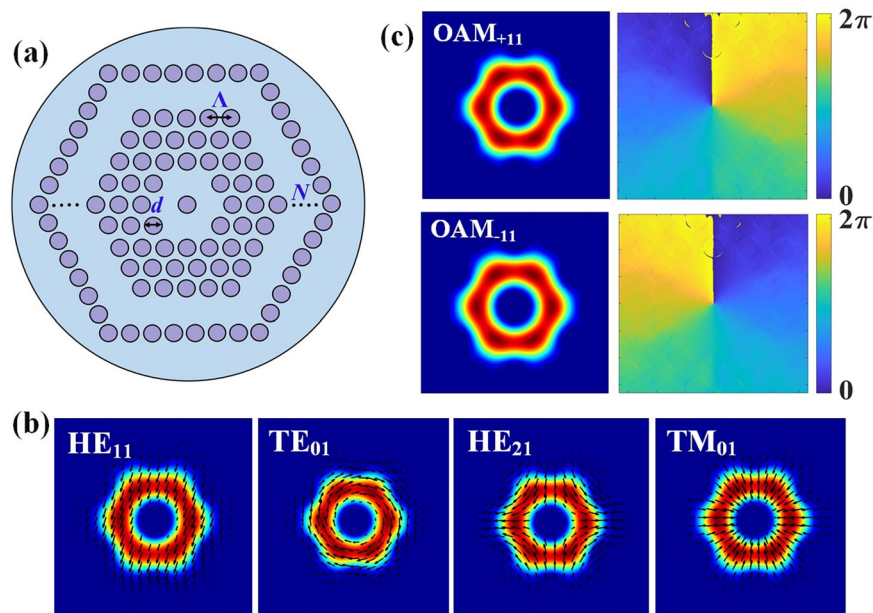 (a)
Λ
d
N
(c)
OAM₊₁₁
2π
0
OAM₋₁₁
2π
0
(b)
HE₁₁
TE₀₁
HE₂₁
TM₀₁